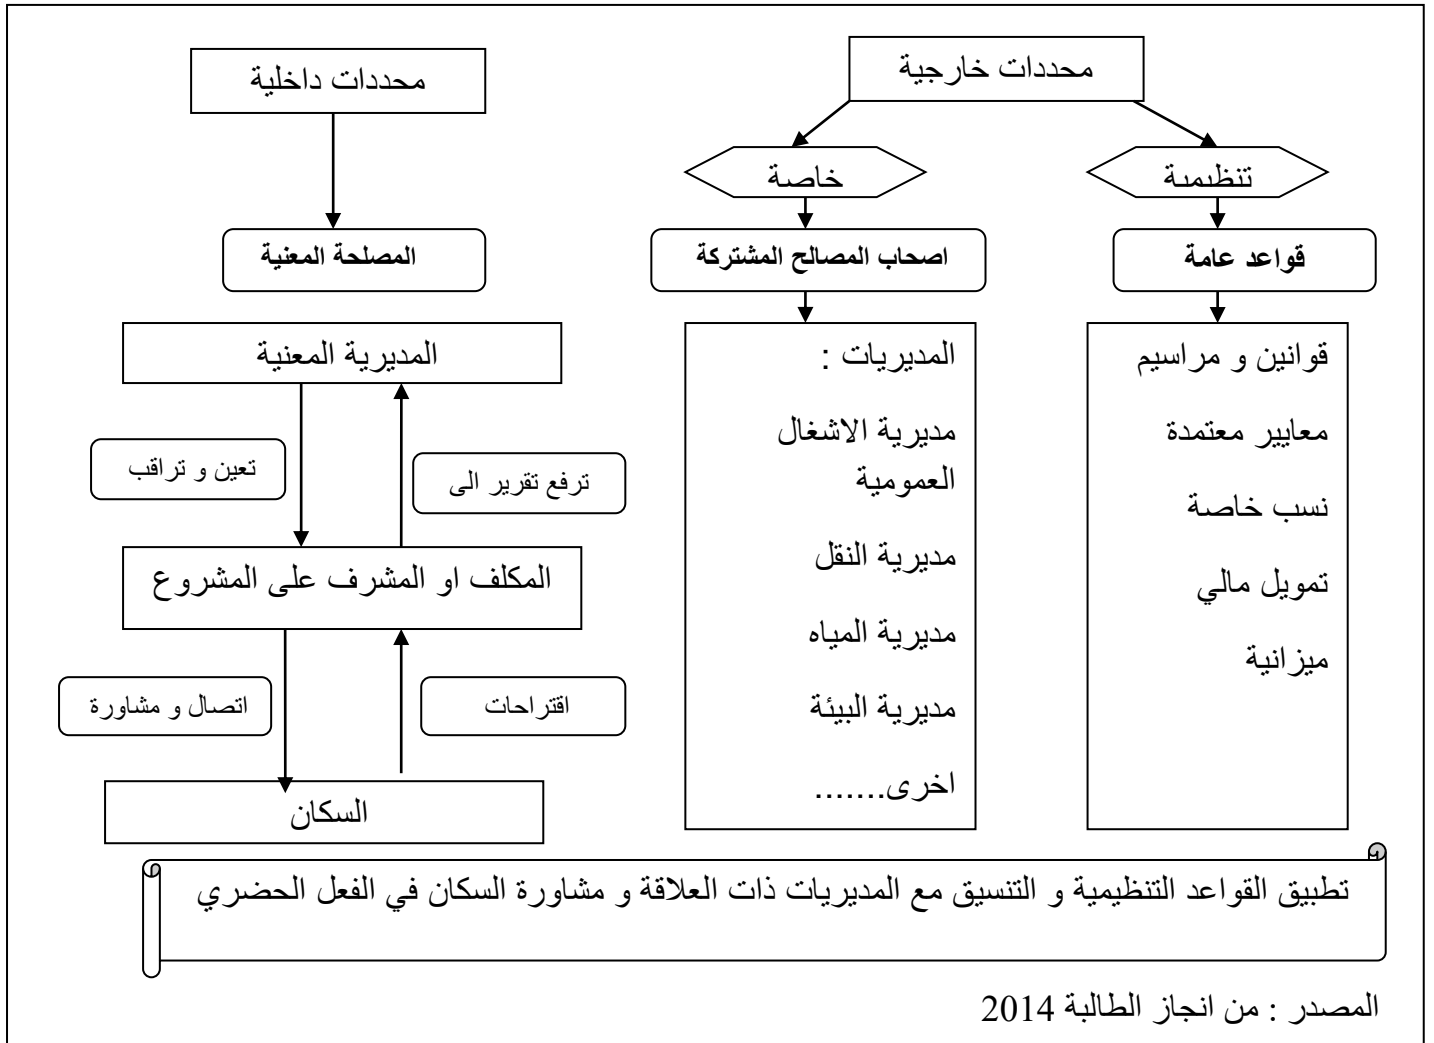 محددات خارجية
محددات داخلية
تنظيمية
خاصة
قواعد عامة
اصحاب المصالح المشتركة
المصلحة المعنية
قوانين و مراسيم
معايير معتمدة
نسب خاصة
تمويل مالي
ميزانية
المديريات :
مديرية الاشغال
العمومية
مديرية النقل
مديرية المياه
مديرية البيئة
اخرى.......
المديرية المعنية
ترفع تقرير الى
تعين و تراقب
المكلف او المشرف على المشروع
اقتراحات
اتصال و مشاورة
السكان
تطبيق القواعد التنظيمية و التنسيق مع المديريات ذات العلاقة و مشاورة السكان في الفعل الحضري
المصدر : من انجاز الطالبة 2014